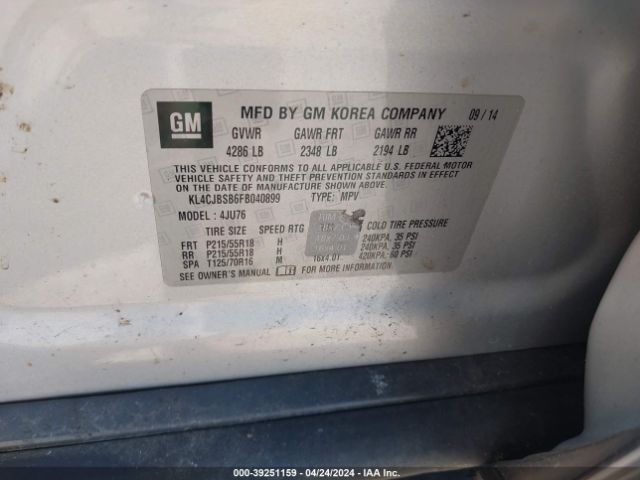 GM MFD BY GM KOREA COMPANY 09/14
GVWR GAWR FRT GAWR RR
4286 LB 2348 LB 2194 LB
THIS VEHICLE CONFORMS TO ALL APPLICABLE U.S. FEDERAL MOTOR
VEHICLE SAFETY AND THEFT PREVENTION STANDARDS IN EFFECT ON THE
DATE OF MANUFACTURE SHOWN ABOVE.
KL4CJBSB6FB040899 TYPE: MPV
MODEL: 4JU76
TIRE SIZE SPEED RTG RIM COLD TIRE PRESSURE
FRT P215/55R18 H 240KPA, 35 PSI
RR P215/55R18 H 240KPA, 35 PSI
SPA T125/70R16 M 16x4.0T 420KPA, 60 PSI
SEE OWNER'S MANUAL FOR MORE INFORMATION
000-39251159 - 04/24/2024 - IAA Inc.